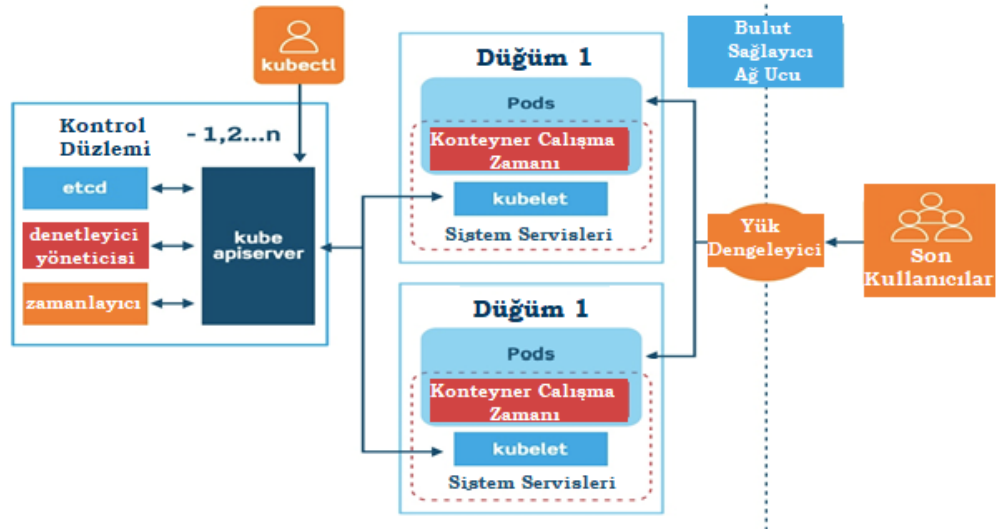 kubectl
Kontrol
Düzlemi
- 1,2...n
etcd
denetleyici
yöneticisi
zamanlayıcı
kube
apiserver
Düğüm 1
Pods
Konteyner Calışma
Zamanı
kubelet
Sistem Servisleri
Düğüm 1
Pods
Konteyner Calışma
Zamanı
kubelet
Sistem Servisleri
Bulut
Sağlayıcı
Ağ Ucu
Yük
Dengeleyici
Son
Kullanıcılar